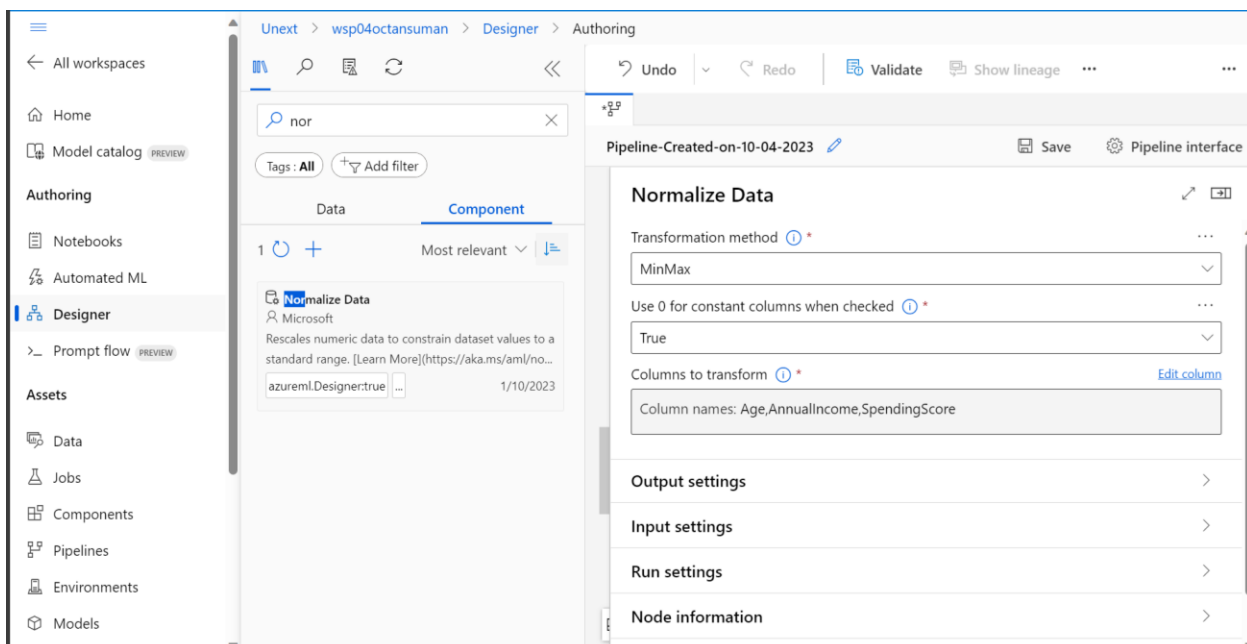 All workspaces
Home
Model catalog PREVIEW
Authoring
Notebooks
Automated ML
Designer
Prompt flow PREVIEW
Assets
Data
Jobs
Components
Pipelines
Environments
Models
Unext > wsp04octansuman > Designer > Authoring
nor
Tags : All Add filter
Data Component
1 Most relevant
Normalize Data
Microsoft
Rescales numeric data to constrain dataset values to a
standard range. [Learn More](https://aka.ms/aml/no...
azureml.Designer:true ... 1/10/2023
Undo Redo Validate Show lineage ... ...
Pipeline-Created-on-10-04-2023 Save Pipeline interface
Normalize Data
Transformation method * ...
MinMax
Use 0 for constant columns when checked * ...
True
Columns to transform * Edit column
Column names: Age,AnnualIncome,SpendingScore
Output settings
Input settings
Run settings
Node information